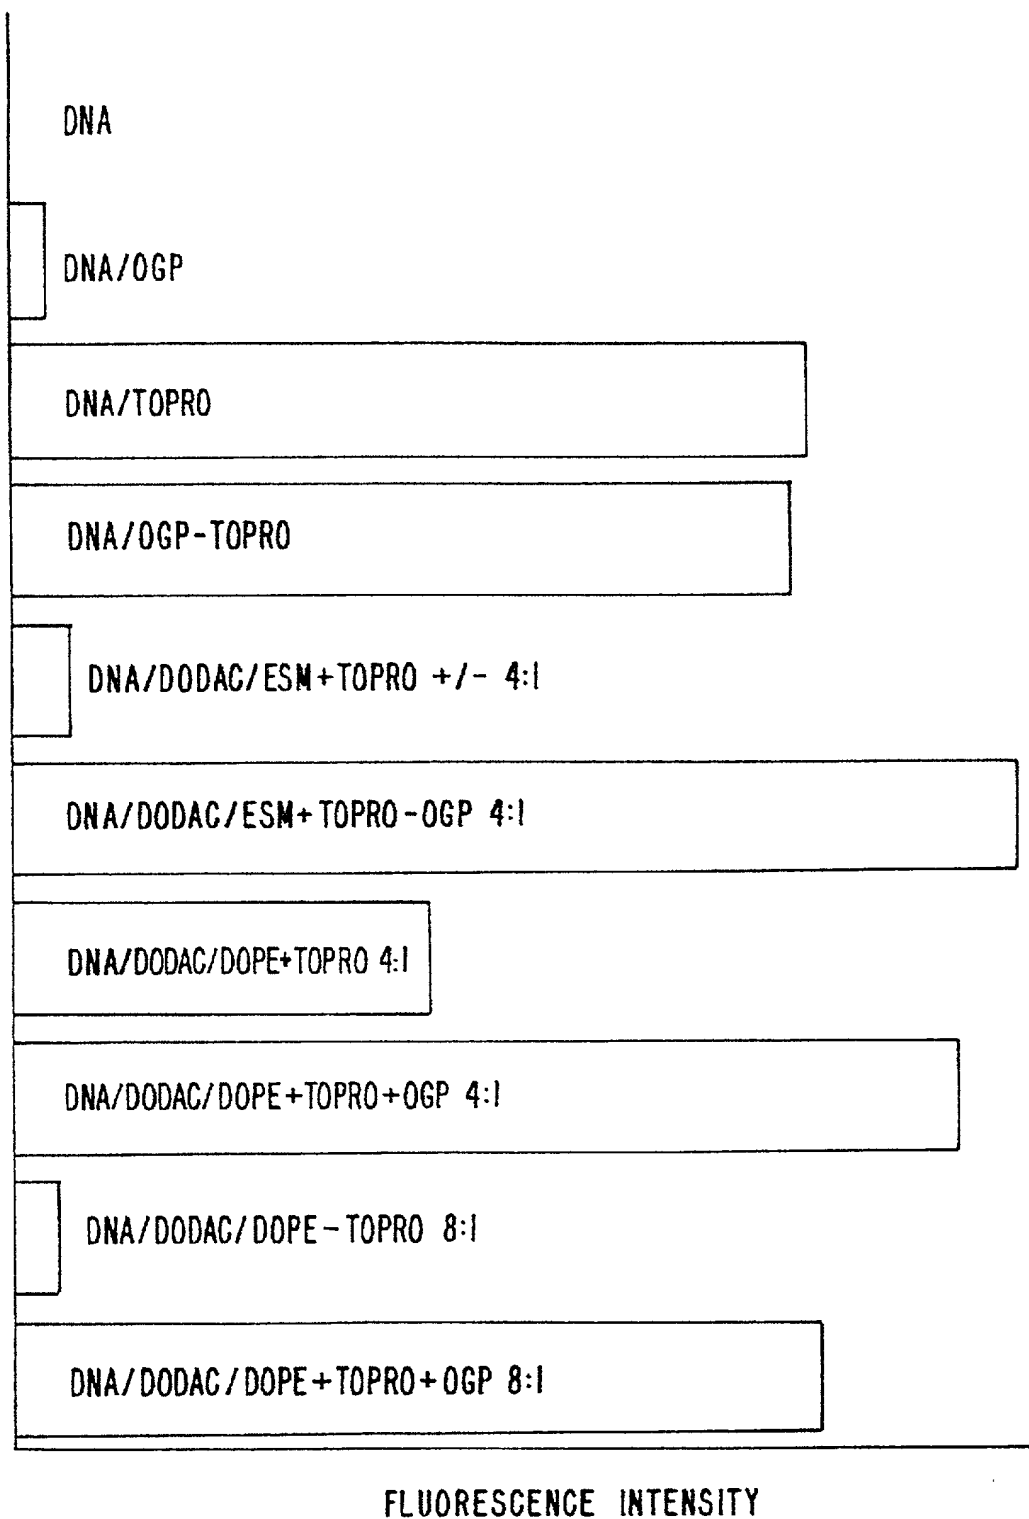 DNA
DNA/OGP
DNA/TOPRO
DNA/OGP-TOPRO
DNA/DODAC/ESM+TOPRO +/- 4:1
DNA/DODAC/ESM+TOPRO-OGP 4:1
DNA/DODAC/DOPE+TOPRO 4:1
DNA/DODAC/DOPE+TOPRO+OGP 4:1
DNA/DODAC/DOPE-TOPRO 8:1
DNA/DODAC/DOPE+TOPRO+OGP 8:1
FLUORESCENCE INTENSITY